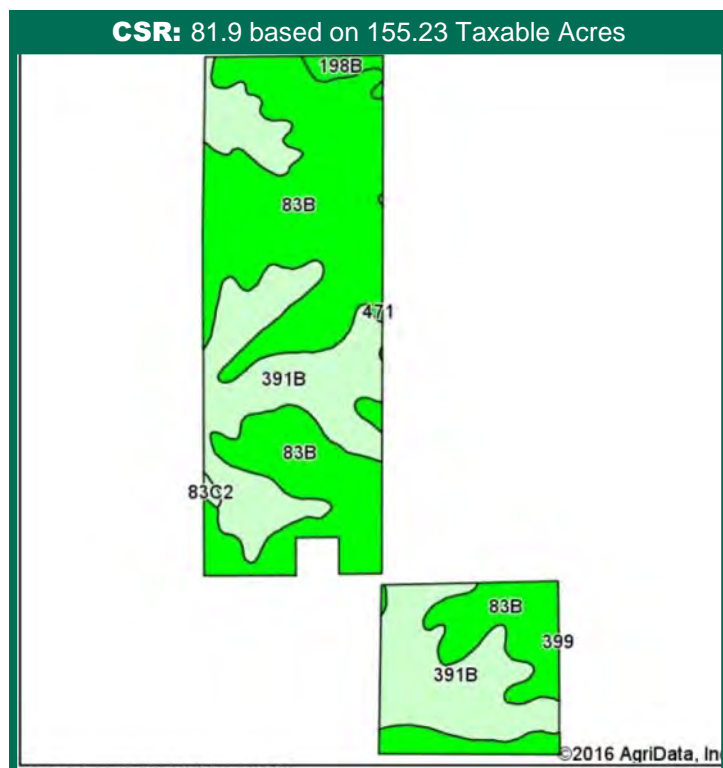 CSR: 81.9 based on 155.23 Taxable Acres
198B
83B
471
391B
83B
83C2
83B
399
391B
©2016 AgriData, In